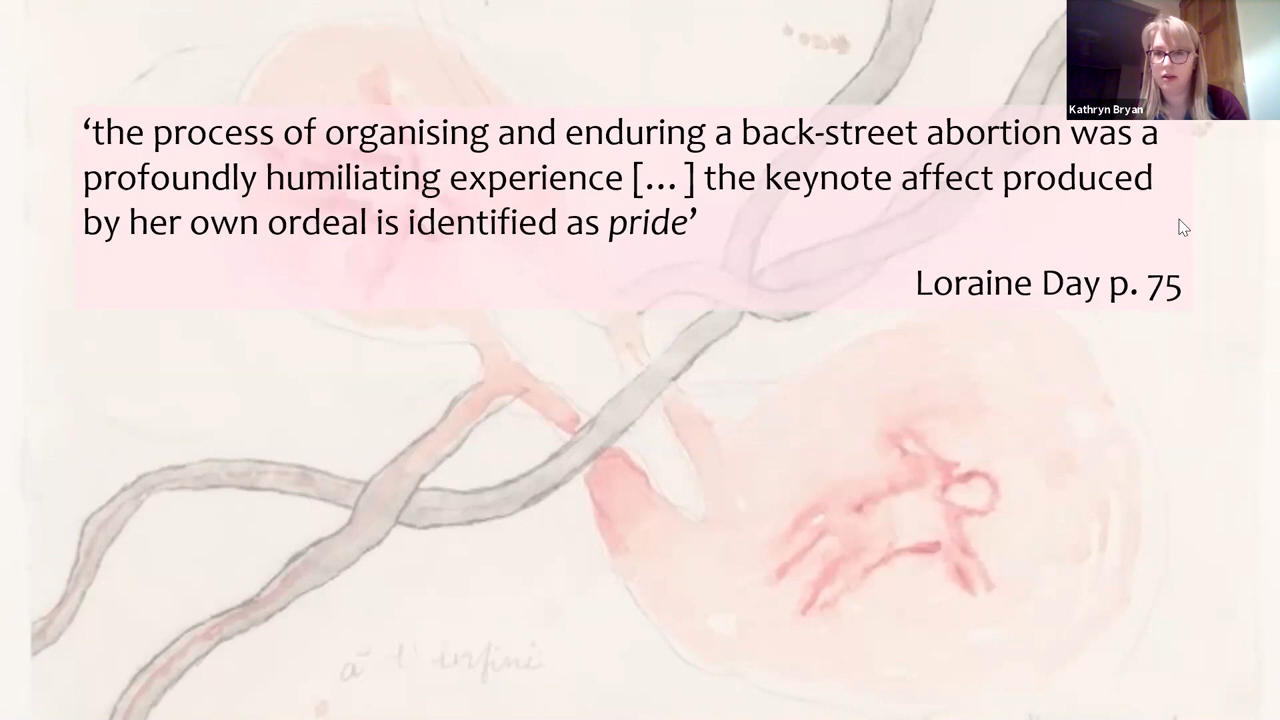 Kathryn Bryan
‘the process of organising and enduring a back-street abortion was a
profoundly humiliating experience [… ] the keynote affect produced
by her own ordeal is identified as pride’
Loraine Day p. 75
à l'infini